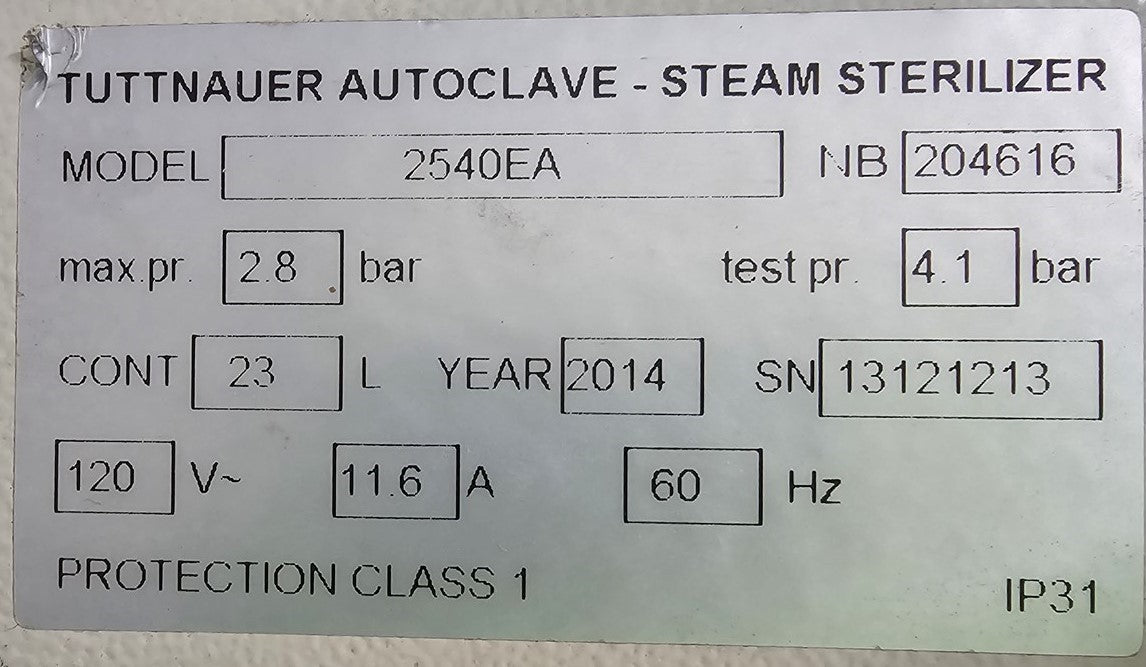 TUTTNAUER AUTOCLAVE - STEAM STERILIZER
MODEL 2540EA NB 204616
max.pr. 2.8 bar test pr. 4.1 bar
CONT 23 L YEAR 2014 SN 13121213
120 V~ 11.6 A 60 Hz
PROTECTION CLASS 1 IP31